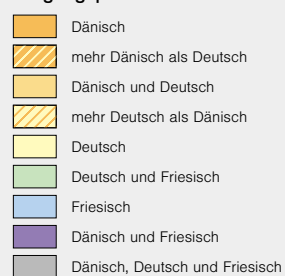 Dänisch
mehr Dänisch als Deutsch
Dänisch und Deutsch
mehr Deutsch als Dänisch
Deutsch
Deutsch und Friesisch
Friesisch
Dänisch und Friesisch
Dänisch, Deutsch und Friesisch